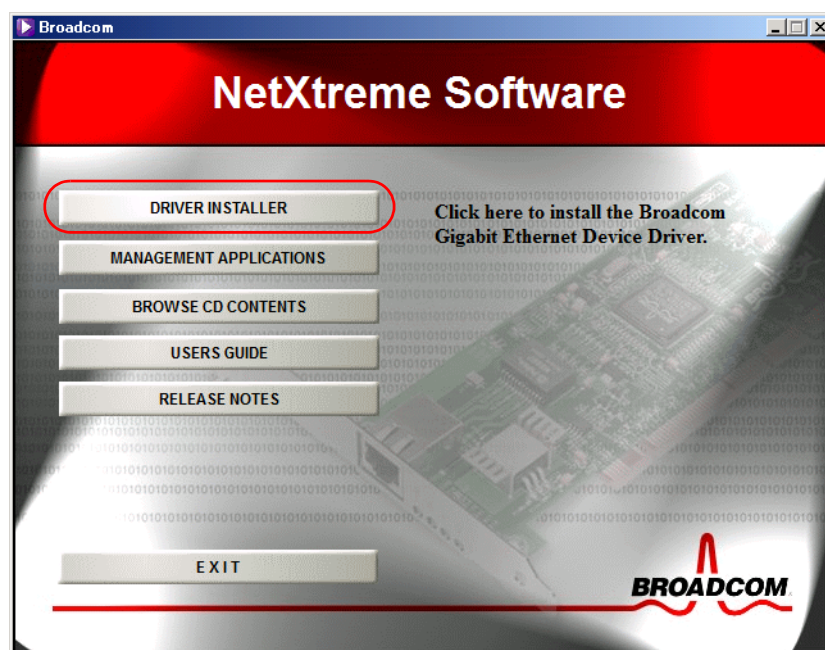 Broadcom
NetXtreme Software
DRIVER INSTALLER
Click here to install the Broadcom
Gigabit Ethernet Device Driver.
MANAGEMENT APPLICATIONS
BROWSE CD CONTENTS
USERS GUIDE
RELEASE NOTES
EXIT
BROADCOM